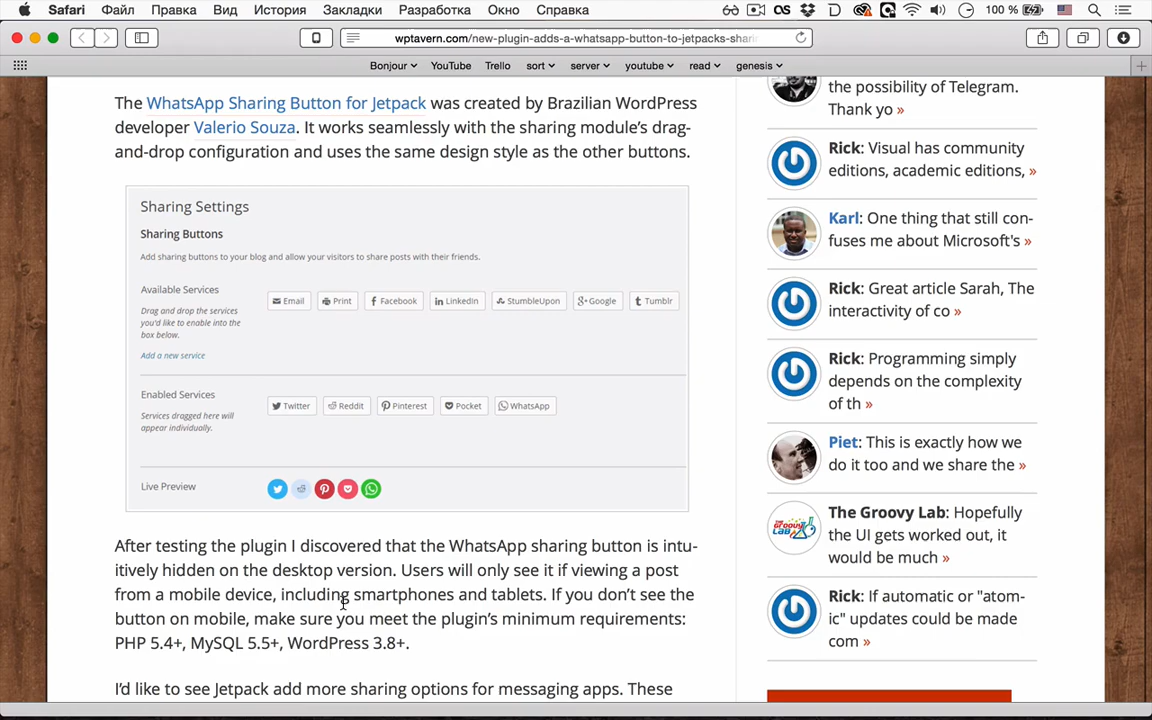 Safari Файл Правка Вид История Закладки Разработка Окно Справка 100 %
wptavern.com/new-plugin-adds-a-whatsapp-button-to-jetpacks-shari
Bonjour YouTube Trello sort server youtube read genesis
The WhatsApp Sharing Button for Jetpack was created by Brazilian WordPress
developer Valerio Souza. It works seamlessly with the sharing module's drag-
and-drop configuration and uses the same design style as the other buttons.
Sharing Settings
Sharing Buttons
Add sharing buttons to your blog and allow your visitors to share posts with their friends.
Available Services
Drag and drop the services
you'd like to enable into the
box below.
Add a new service
Email Print Facebook LinkedIn StumbleUpon Google Tumblr
Enabled Services
Services dragged here will
appear individually.
Twitter Reddit Pinterest Pocket WhatsApp
Live Preview
After testing the plugin I discovered that the WhatsApp sharing button is intu-
itively hidden on the desktop version. Users will only see it if viewing a post
from a mobile device, including smartphones and tablets. If you don't see the
button on mobile, make sure you meet the plugin's minimum requirements:
PHP 5.4+, MySQL 5.5+, WordPress 3.8+.
I'd like to see Jetpack add more sharing options for messaging apps. These
the possibility of Telegram.
Thank yo »
Rick: Visual has community
editions, academic editions, »
Karl: One thing that still con-
fuses me about Microsoft's »
Rick: Great article Sarah, The
interactivity of co »
Rick: Programming simply
depends on the complexity
of th »
Piet: This is exactly how we
do it too and we share the »
The Groovy Lab: Hopefully
the UI gets worked out, it
would be much »
Rick: If automatic or "atom-
ic" updates could be made
com »